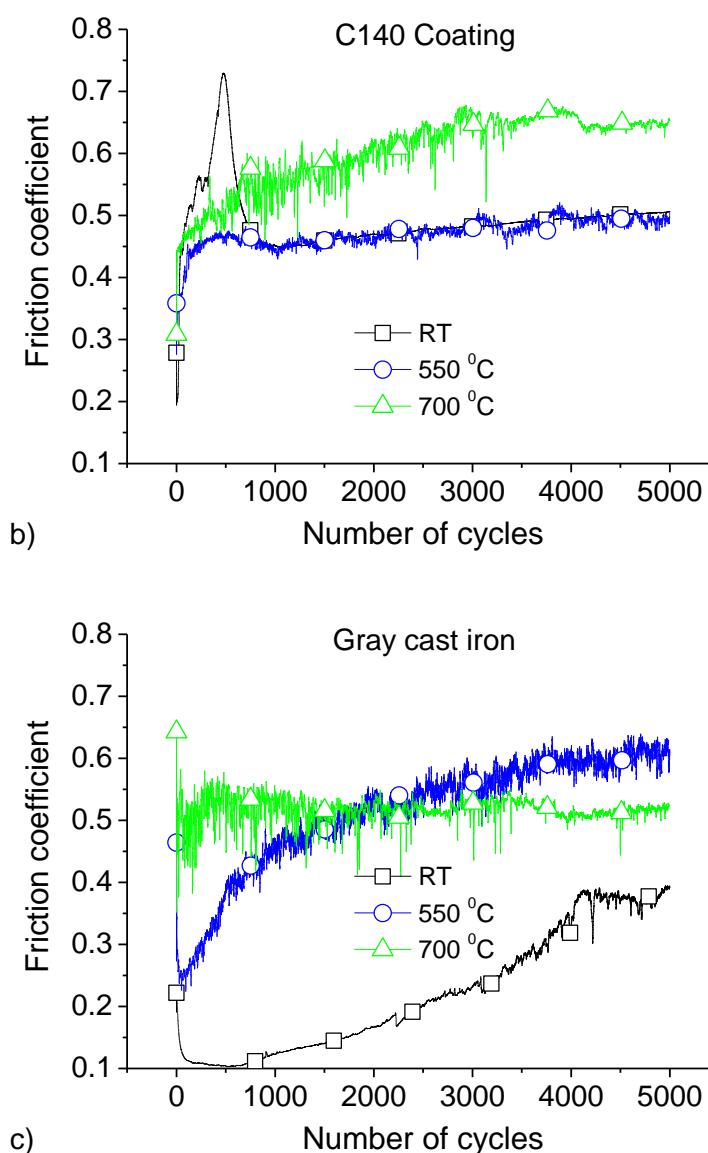 C140 Coating
0.8
0.7
0.6
0.5
0.4
0.3
0.2
0.1
Friction coefficient
RT
550 ⁰C
700 ⁰C
0 1000 2000 3000 4000 5000
Number of cycles
b)
Gray cast iron
0.8
0.7
0.6
0.5
0.4
0.3
0.2
0.1
Friction coefficient
RT
550 ⁰C
700 ⁰C
0 1000 2000 3000 4000 5000
Number of cycles
c)